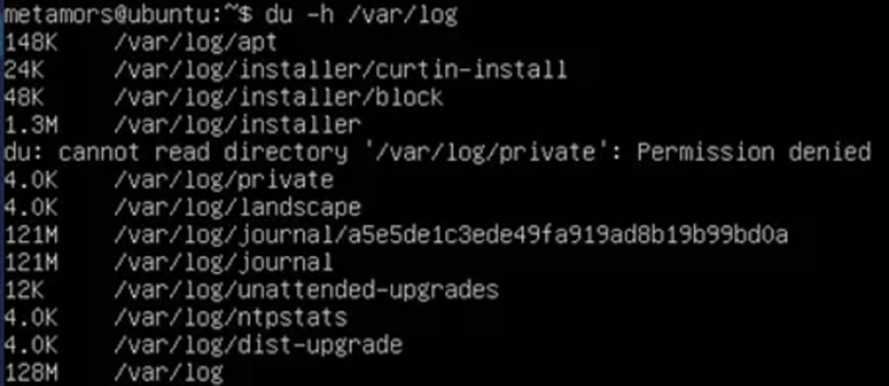 metamors@ubuntu:~$ du -h /var/log
148K /var/log/apt
24K /var/log/installer/curtin-install
48K /var/log/installer/block
1.3M /var/log/installer
du: cannot read directory '/var/log/private': Permission denied
4.0K /var/log/private
4.0K /var/log/landscape
121M /var/log/journal/a5e5de1c3ede49fa919ad8b19b99bd0a
121M /var/log/journal
12K /var/log/unattended-upgrades
4.0K /var/log/ntpstats
4.0K /var/log/dist-upgrade
128M /var/log